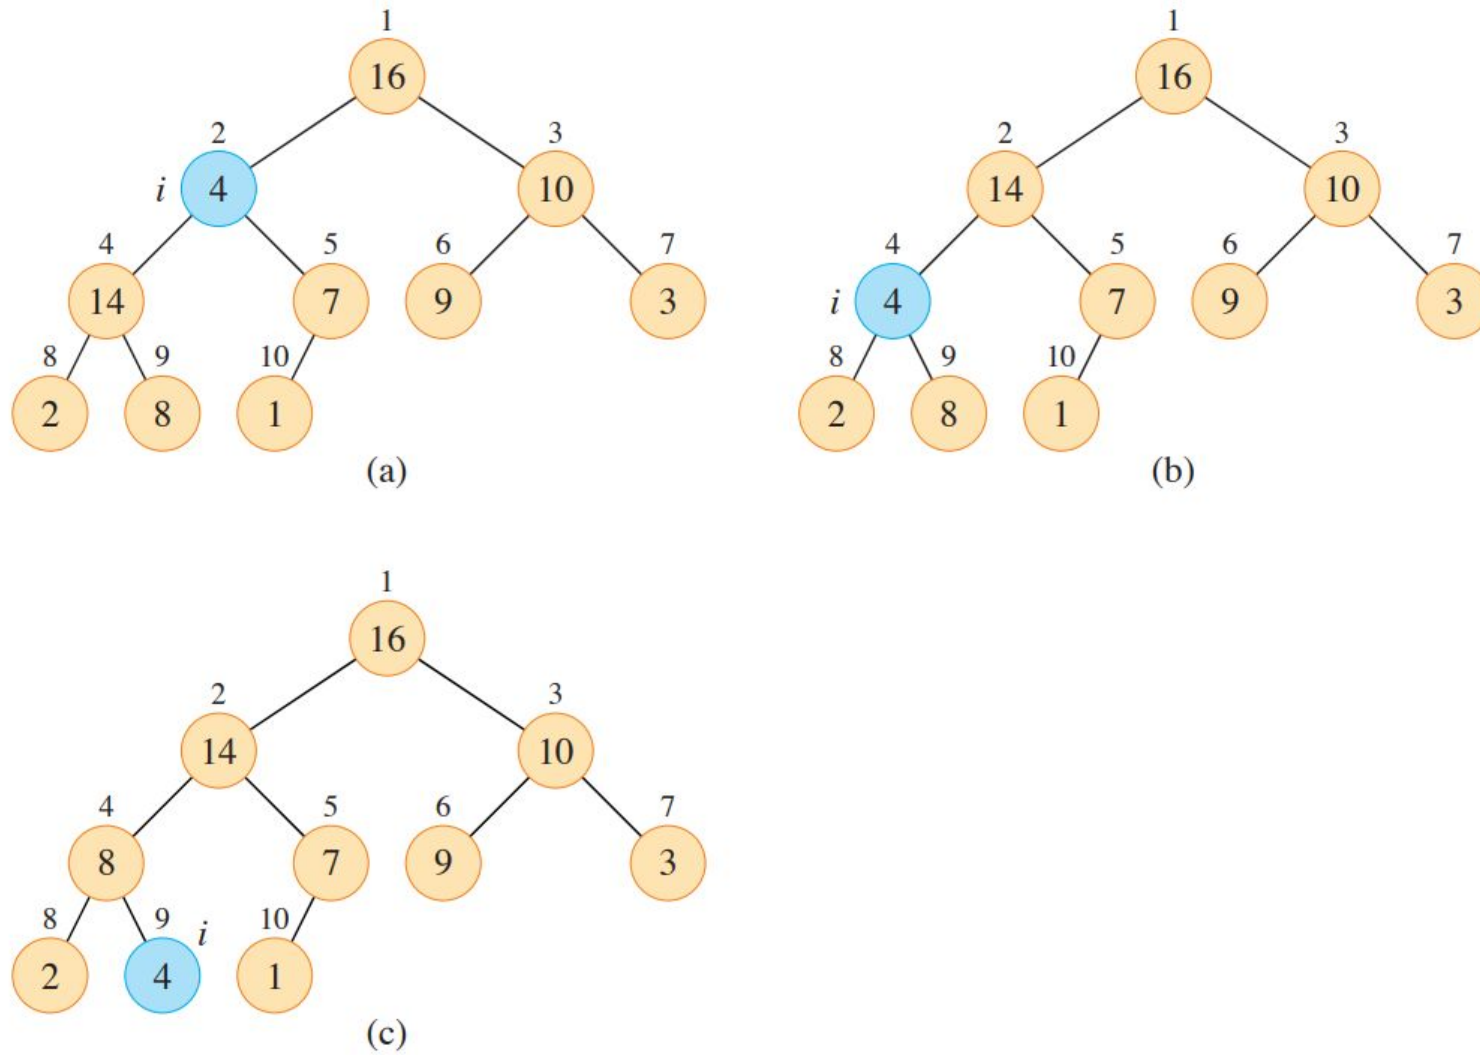 1 1
16 16
2 3 2 3
i 4 10 14 10
4 5 6 7 4 5 6 7
14 7 9 3 i 4 7 9 3
8 9 10 8 9 10
2 8 1 2 8 1
(a) (b)
1
16
2 3
14 10
4 5 6 7
8 7 9 3
8 9 i 10
2 4 1
(c)